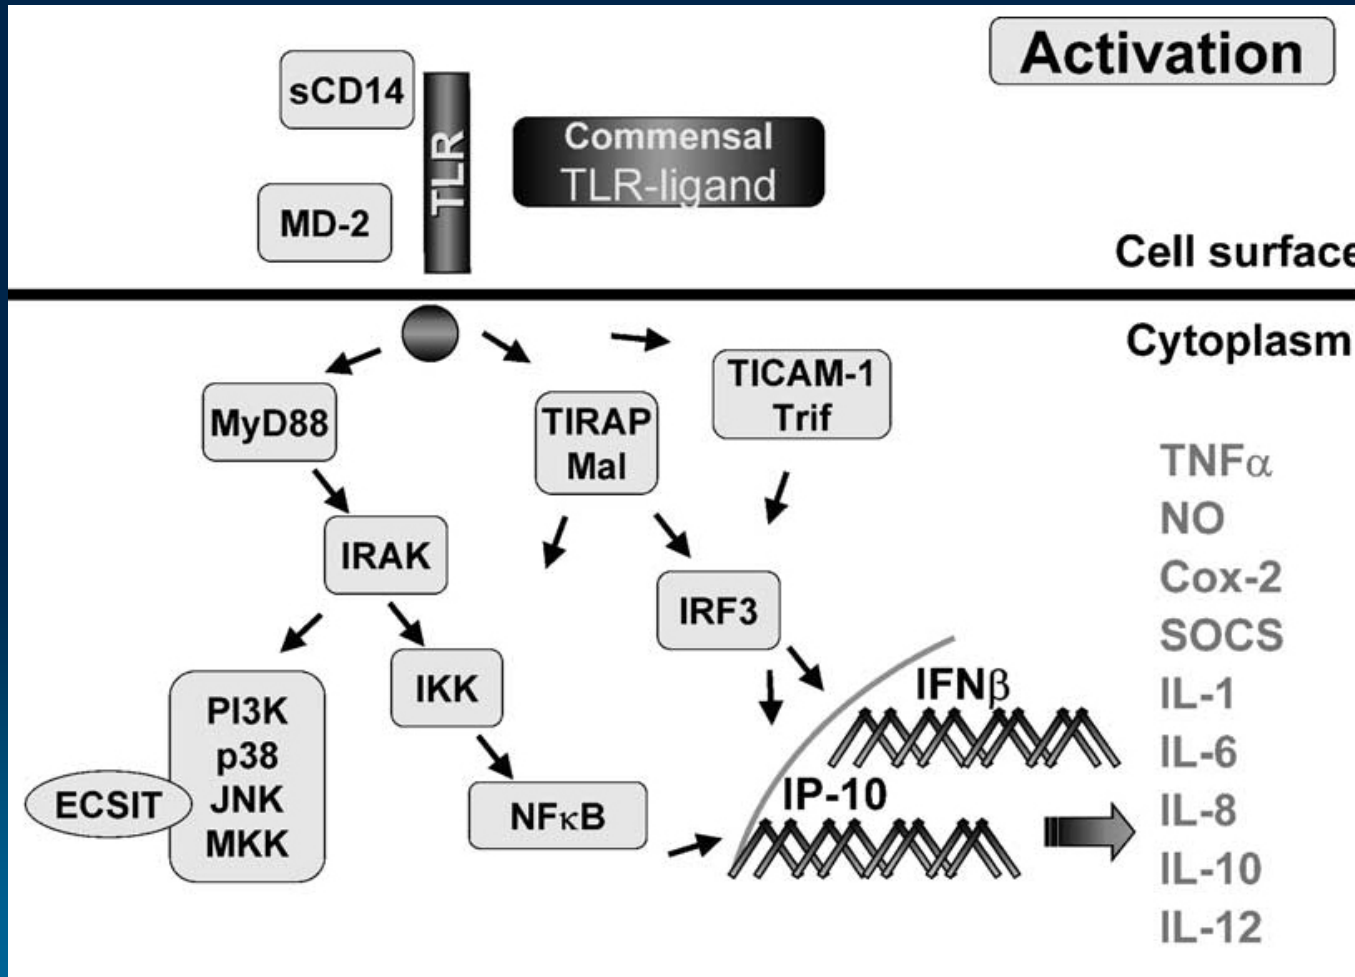 Activation
sCD14
TLR
Commensal
TLR-ligand
MD-2
Cell surface
Cytoplasm
TICAM-1
Trif
MyD88
TIRAP
Mal
TNFα
NO
IRAK
Cox-2
IRF3
SOCS
IKK
IFNβ
IL-1
PI3K
p38
JNK
MKK
ECSIT
IL-6
IP-10
NFκB
IL-8
IL-10
IL-12